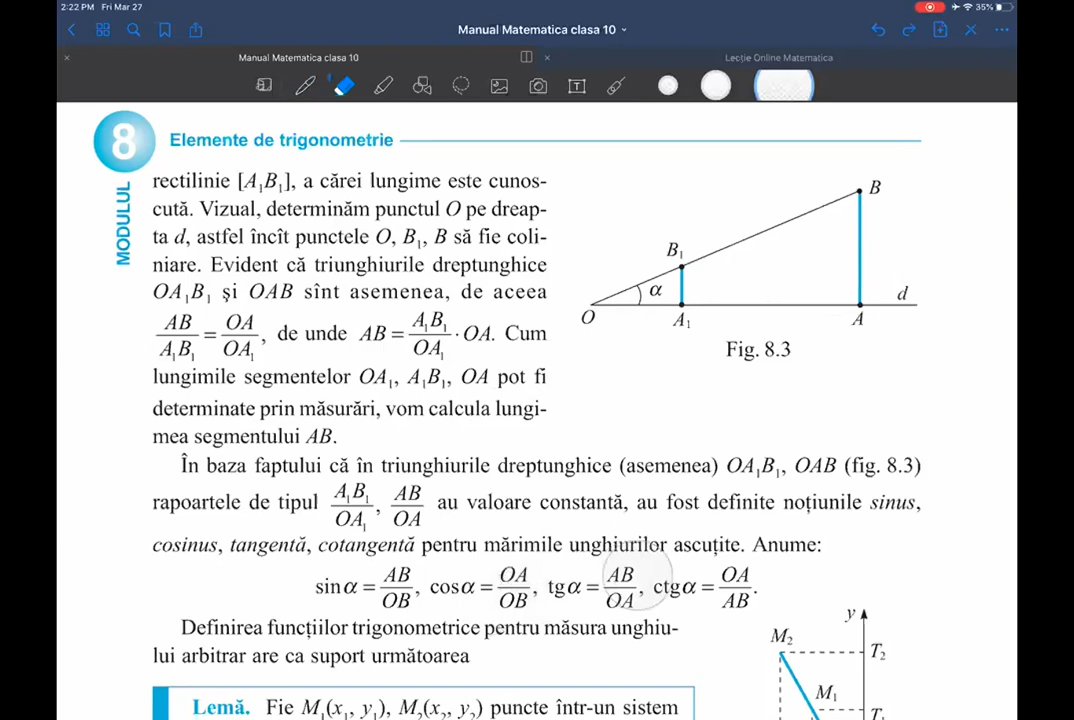 2:22 PM Fri Mar 27
35%
Manual Matematica clasa 10
Manual Matematica clasa 10
Lecție Online Matematica
8
MODULUL
Elemente de trigonometrie
rectilinie [A₁B₁], a cărei lungime este cunos-
cută. Vizual, determinăm punctul O pe dreap-
ta d, astfel încît punctele O, B₁, B să fie coli-
niare. Evident că triunghiurile dreptunghice
OA₁B₁ și OAB sînt asemenea, de aceea
AB/A₁B₁ = OA/OA₁, de unde AB = A₁B₁/OA₁ · OA. Cum
lungimile segmentelor OA₁, A₁B₁, OA pot fi
determinate prin măsurări, vom calcula lungi-
mea segmentului AB.
B
B₁
α
d
O
A₁
A
Fig. 8.3
În baza faptului că în triunghiurile dreptunghice (asemenea) OA₁B₁, OAB (fig. 8.3)
rapoartele de tipul A₁B₁/OA₁, AB/OA au valoare constantă, au fost definite noțiunile sinus,
cosinus, tangentă, cotangentă pentru mărimile unghiurilor ascuțite. Anume:
sin α = AB/OB, cos α = OA/OB, tg α = AB/OA, ctg α = OA/AB.
Definirea funcțiilor trigonometrice pentru măsura unghiu-
lui arbitrar are ca suport următoarea
Lemă. Fie M₁(x₁, y₁), M₂(x₂, y₂) puncte într-un sistem
y
M₂
T₂
M₁
T₁